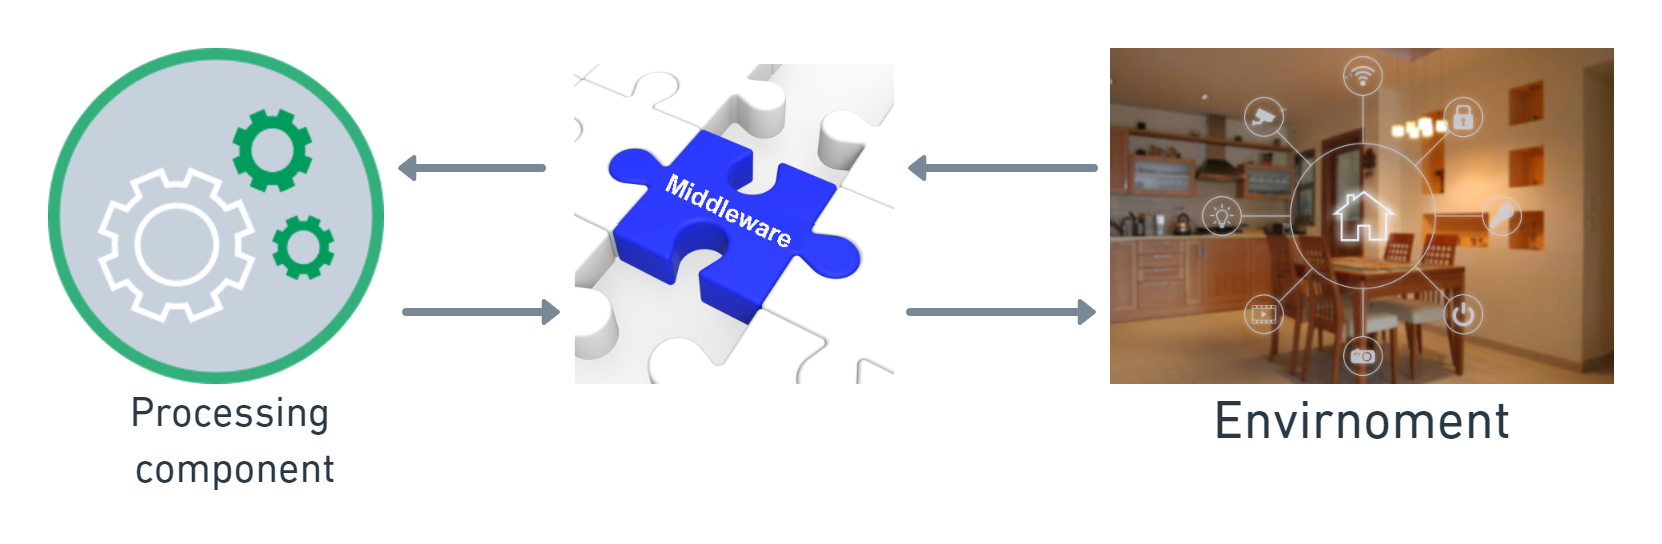 Middleware
Processing
component
Envirnoment